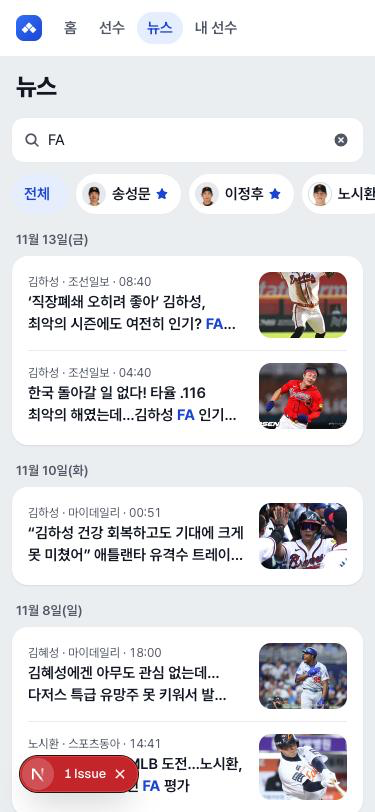 홈 선수 뉴스 내 선수
뉴스
FA
전체 송성문 이정후 노시환
11월 13일(금)
김하성 · 조선일보 · 08:40
‘직장폐쇄 오히려 좋아’ 김하성,
최악의 시즌에도 여전히 인기? FA...
김하성 · 조선일보 · 04:40
한국 돌아갈 일 없다! 타율 .116
최악의 해였는데...김하성 FA 인기...
11월 10일(화)
김하성 · 마이데일리 · 00:51
“김하성 건강 회복하고도 기대에 크게
못 미쳤어” 애틀랜타 유격수 트레이...
11월 8일(일)
김혜성 · 마이데일리 · 18:00
김혜성에겐 아무도 관심 없는데...
다저스 특급 유망주 못 키워서 발...
노시환 · 스포츠동아 · 14:41
MLB 도전...노시환,
FA 평가
N 1 Issue